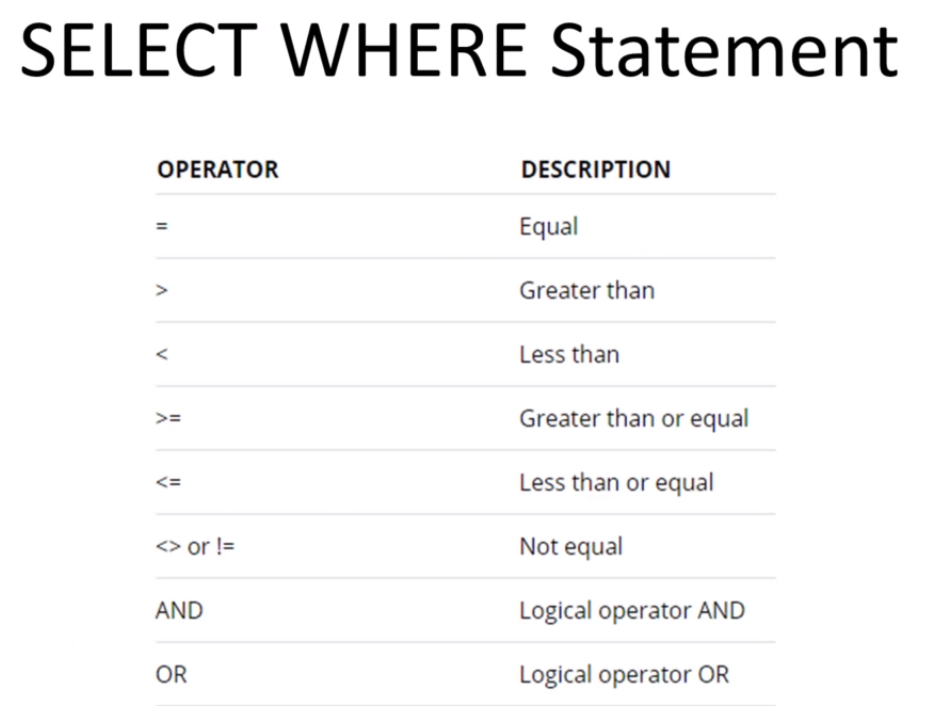 SELECT WHERE Statement
OPERATOR DESCRIPTION
= Equal
> Greater than
< Less than
>= Greater than or equal
<= Less than or equal
<> or != Not equal
AND Logical operator AND
OR Logical operator OR